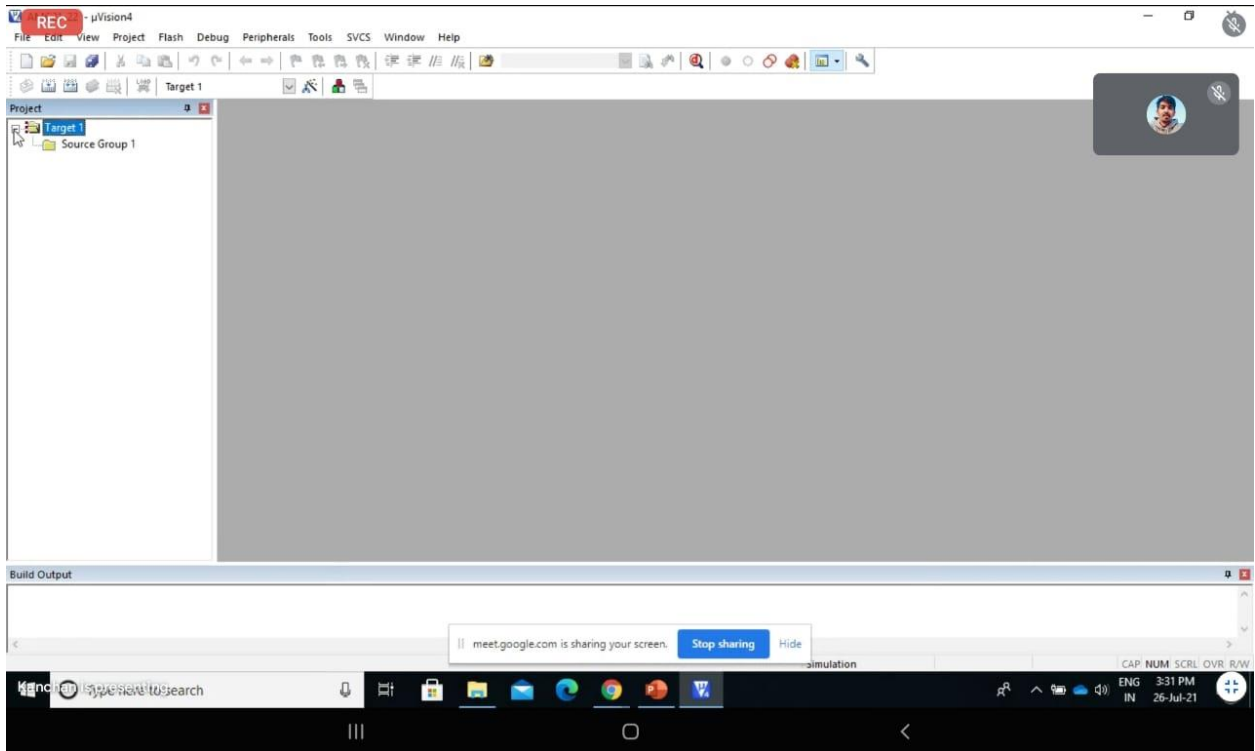 REC - µVision4
File Edit View Project Flash Debug Peripherals Tools SVCS Window Help
Target 1
Project
Target 1
Source Group 1
Build Output
meet.google.com is sharing your screen. Stop sharing Hide
Simulation CAP NUM SCRL OVR R/W
to search
ENG 3:31 PM
IN 26-Jul-21